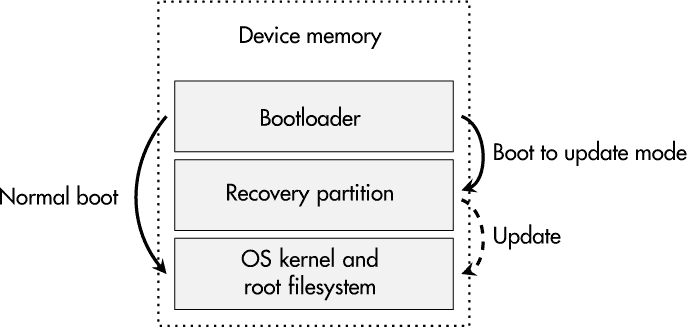 Device memory
Bootloader
Boot to update mode
Normal boot
Recovery partition
Update
OS kernel and
root filesystem